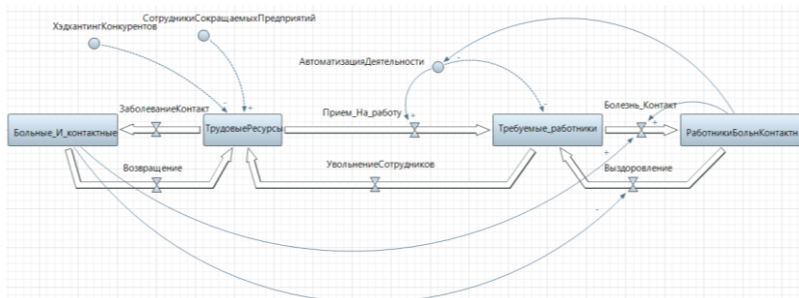 СотрудникиСокращаемыхПредприятий
ХэдхантингКонкурентов
АвтоматизацияДеятельности
ЗаболеваниеКонтакт
Прием_На_работу
Болезнь_Контакт
Больные_И_контактные
ТрудовыеРесурсы
Требуемые_работники
РаботникиБольнКонтактн
Возвращение
УвольнениеСотрудников
Выздоровление